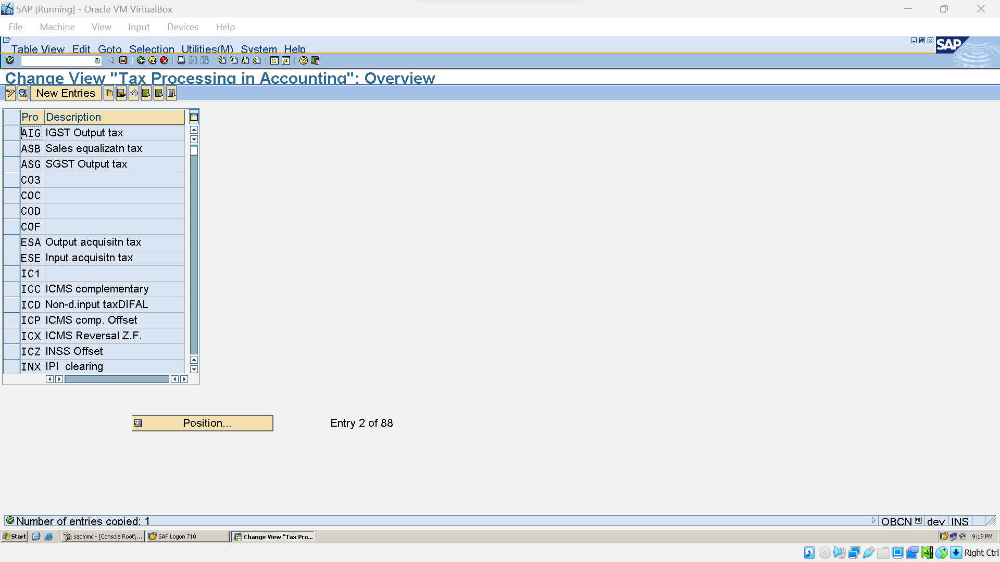 SAP [Running] - Oracle VM VirtualBox
File Machine View Input Devices Help
Table View Edit Goto Selection Utilities(M) System Help
SAP
Change View "Tax Processing in Accounting": Overview
New Entries
Pro Description
AIG IGST Output tax
ASB Sales equalizatn tax
ASG SGST Output tax
CO3
COC
COD
COF
ESA Output acquisitn tax
ESE Input acquisitn tax
IC1
ICC ICMS complementary
ICD Non-d.input taxDIFAL
ICP ICMS comp. Offset
ICX ICMS Reversal Z.F.
ICZ INSS Offset
INX IPI clearing
Position... Entry 2 of 88
Number of entries copied: 1
OBCN dev INS
Start sapmmc - [Console Root\... SAP Logon 710 Change View "Tax Pro... 9:19 PM
Right Ctrl